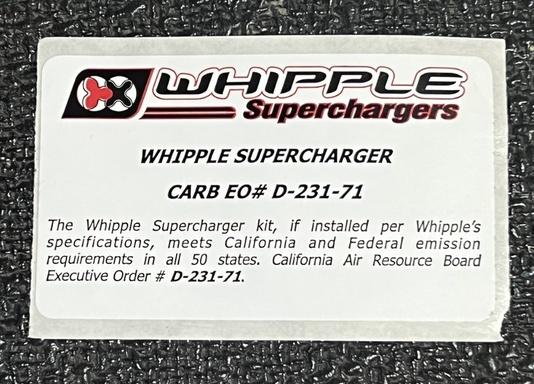 WHIPPLE
Superchargers
WHIPPLE SUPERCHARGER
CARB EO# D-231-71
The Whipple Supercharger kit, if installed per Whipple's
specifications, meets California and Federal emission
requirements in all 50 states. California Air Resource Board
Executive Order # D-231-71.